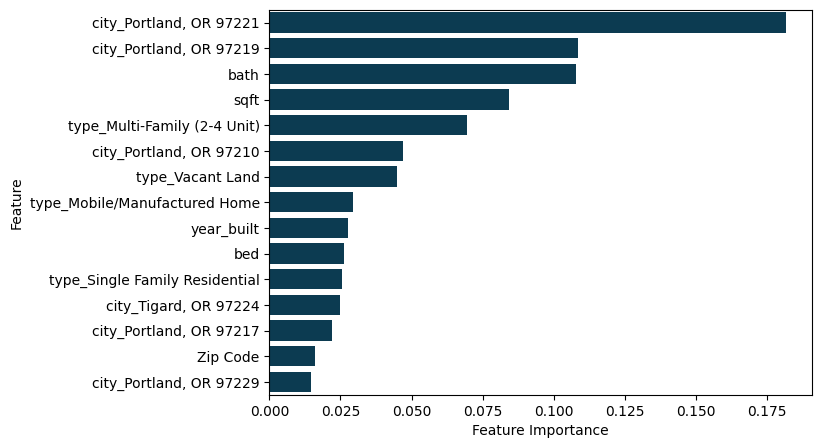 city_Portland, OR 97221
city_Portland, OR 97219
bath
sqft
type_Multi-Family (2-4 Unit)
city_Portland, OR 97210
type_Vacant Land
type_Mobile/Manufactured Home
year_built
bed
type_Single Family Residential
city_Tigard, OR 97224
city_Portland, OR 97217
Zip Code
city_Portland, OR 97229
Feature
0.000 0.025 0.050 0.075 0.100 0.125 0.150 0.175
Feature Importance